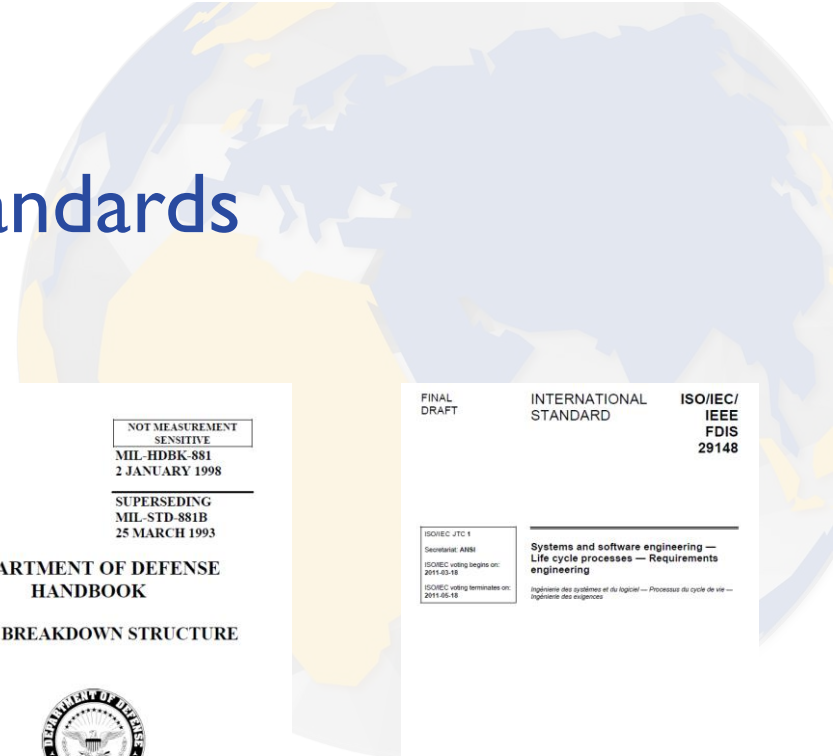 andards
NOT MEASUREMENT
SENSITIVE
MIL-HDBK-881
2 JANUARY 1998
SUPERSEDING
MIL-STD-881B
25 MARCH 1993
ARTMENT OF DEFENSE
HANDBOOK
BREAKDOWN STRUCTURE
DEPARTMENT OF DEFENSE
FINAL
DRAFT
INTERNATIONAL
STANDARD
ISO/IEC/
IEEE
FDIS
29148
ISO/IEC JTC 1
Secretariat: ANSI
ISO/IEC voting begins on:
2011-03-18
ISO/IEC voting terminates on:
2011-05-18
Systems and software engineering —
Life cycle processes — Requirements
engineering
Ingénierie des systèmes et du logiciel — Processus du cycle de vie —
Ingénierie des exigences